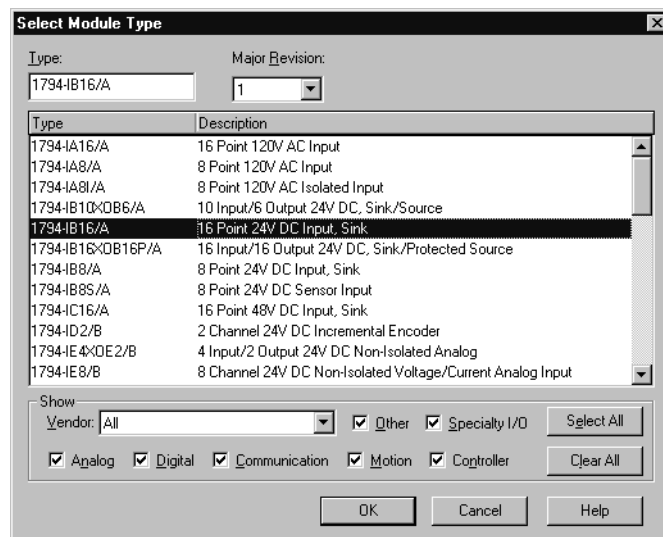 Select Module Type
Type: Major Revision:
1794-IB16/A 1
Type Description
1794-IA16/A 16 Point 120V AC Input
1794-IA8/A 8 Point 120V AC Input
1794-IA8I/A 8 Point 120V AC Isolated Input
1794-IB10XOB6/A 10 Input/6 Output 24V DC, Sink/Source
1794-IB16/A 16 Point 24V DC Input, Sink
1794-IB16XOB16P/A 16 Input/16 Output 24V DC, Sink/Protected Source
1794-IB8/A 8 Point 24V DC Input, Sink
1794-IB8S/A 8 Point 24V DC Sensor Input
1794-IC16/A 16 Point 48V DC Input, Sink
1794-ID2/B 2 Channel 24V DC Incremental Encoder
1794-IE4XOE2/B 4 Input/2 Output 24V DC Non-Isolated Analog
1794-IE8/B 8 Channel 24V DC Non-Isolated Voltage/Current Analog Input
Show
Vendor: All Other Specialty I/O Select All
Analog Digital Communication Motion Controller Clear All
OK Cancel Help